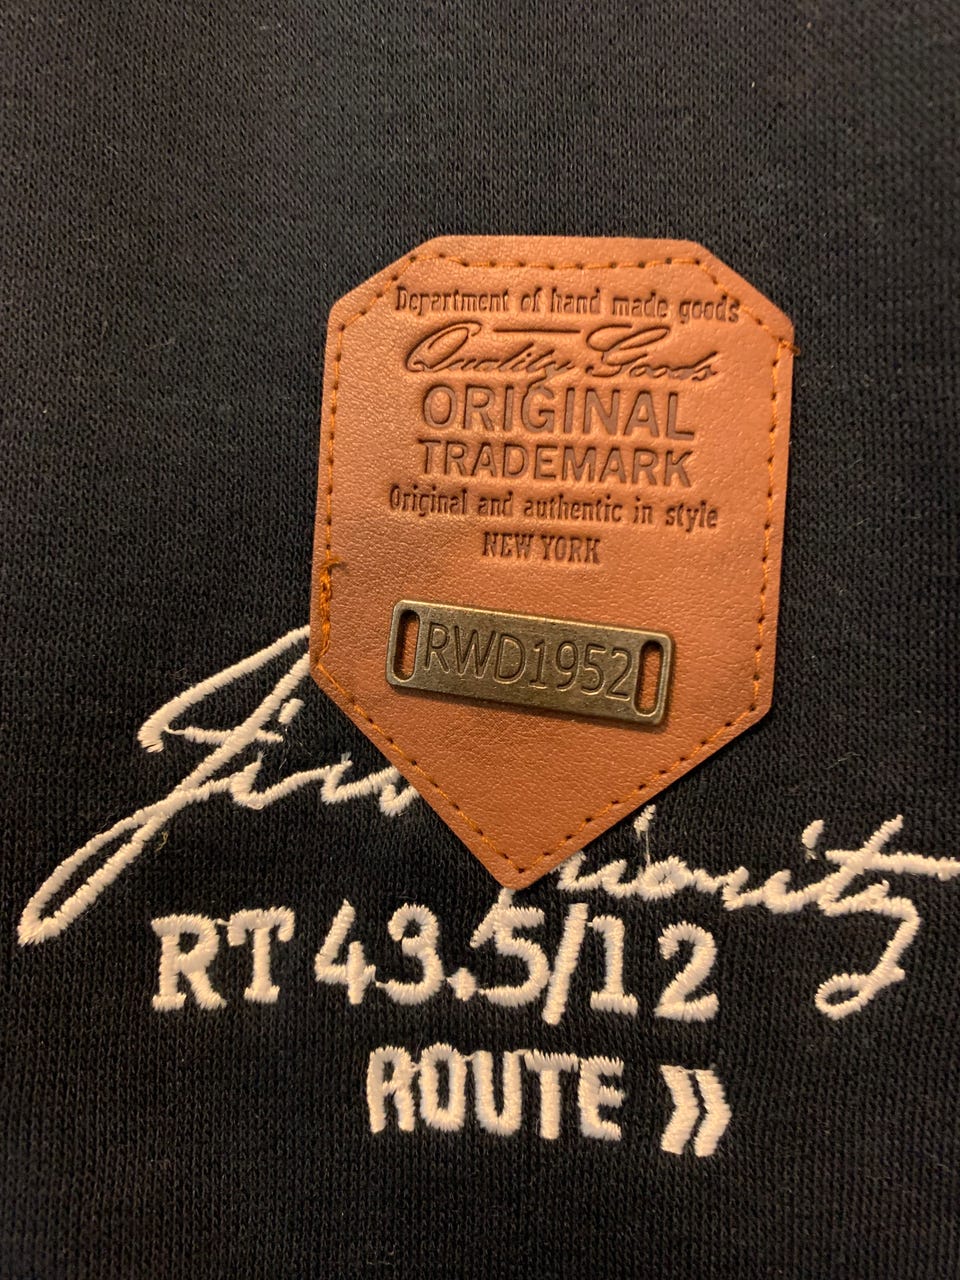 Department of hand made goods
Quality Goods
ORIGINAL
TRADEMARK
Original and authentic in style
NEW YORK
RWD1952
RT 43.5/12
ROUTE »